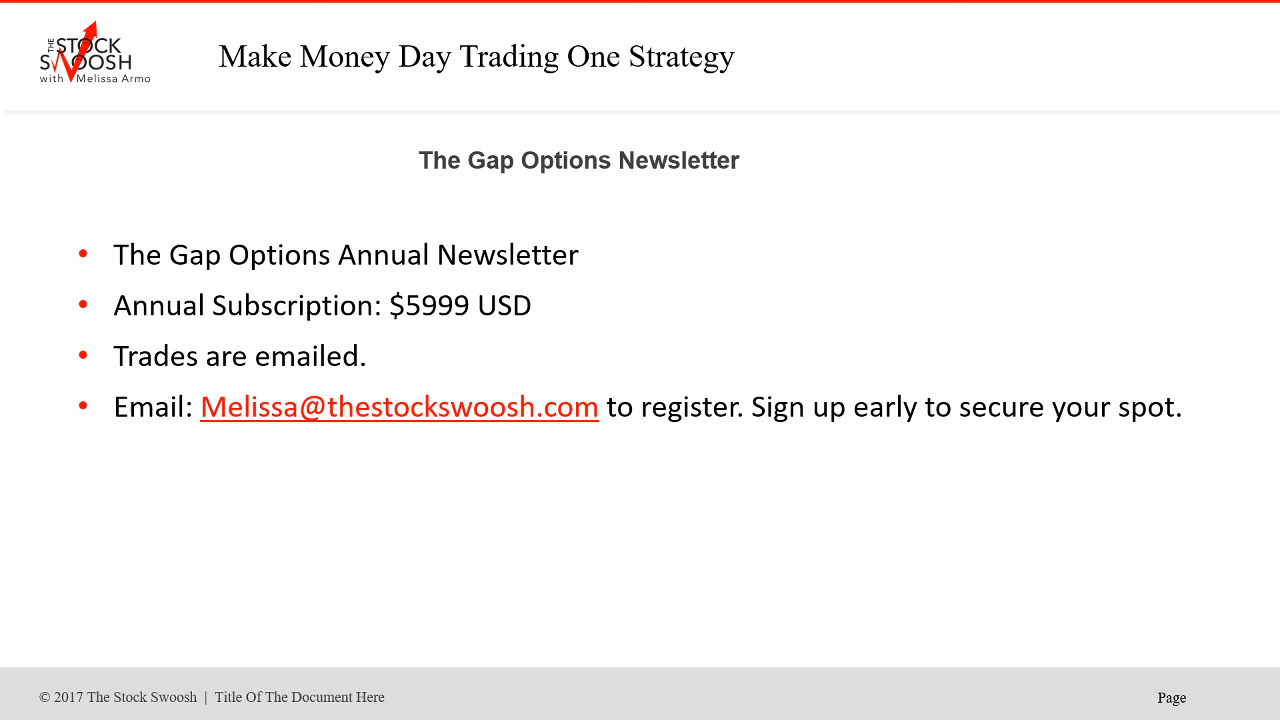 THE
STOCK
SWOOSH
with Melissa Armo
Make Money Day Trading One Strategy
The Gap Options Newsletter
• The Gap Options Annual Newsletter
• Annual Subscription: $5999 USD
• Trades are emailed.
• Email: Melissa@thestockswoosh.com to register. Sign up early to secure your spot.
© 2017 The Stock Swoosh | Title Of The Document Here
Page